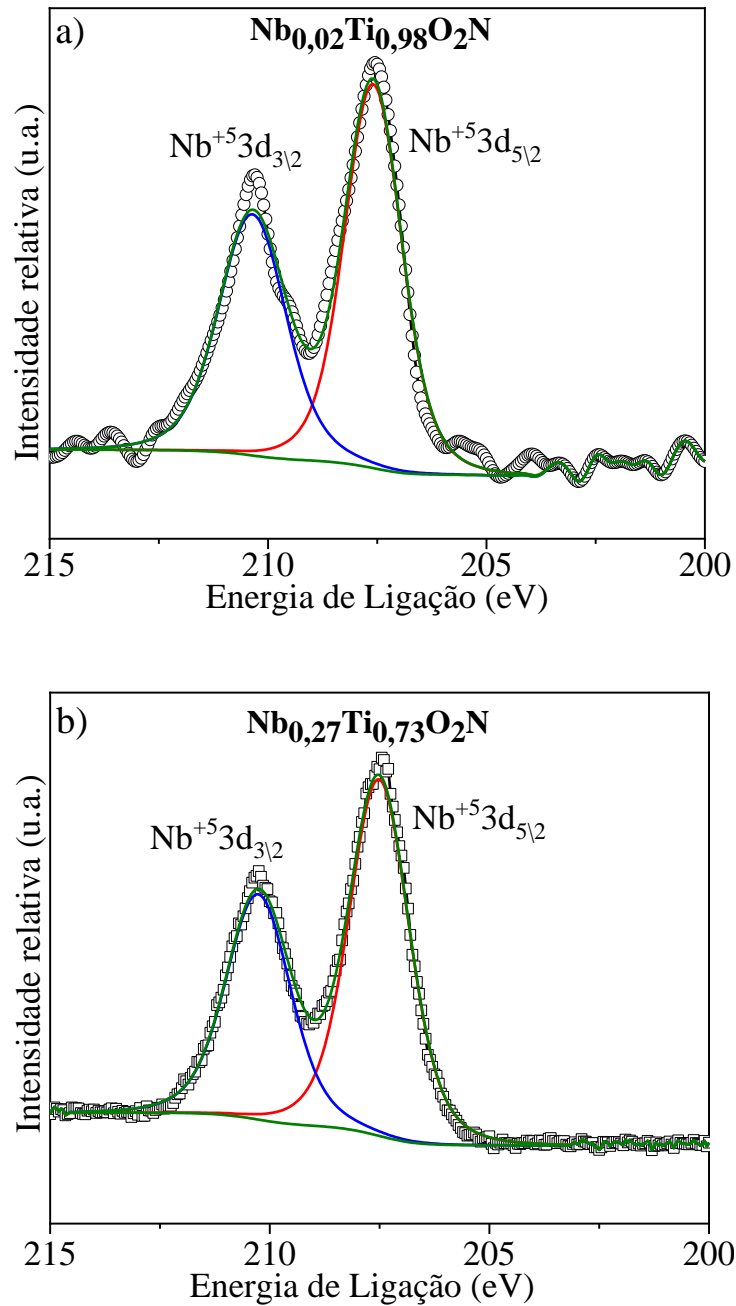 a)
Nb₀,₀₂Ti₀,₉₈O₂N
Nb⁺⁵3d₃\₂
Nb⁺⁵3d₅\₂
Intensidade relativa (u.a.)
215 210 205 200
Energia de Ligação (eV)
b)
Nb₀,₂₇Ti₀,₇₃O₂N
Nb⁺⁵3d₃\₂
Nb⁺⁵3d₅\₂
Intensidade relativa (u.a.)
215 210 205 200
Energia de Ligação (eV)